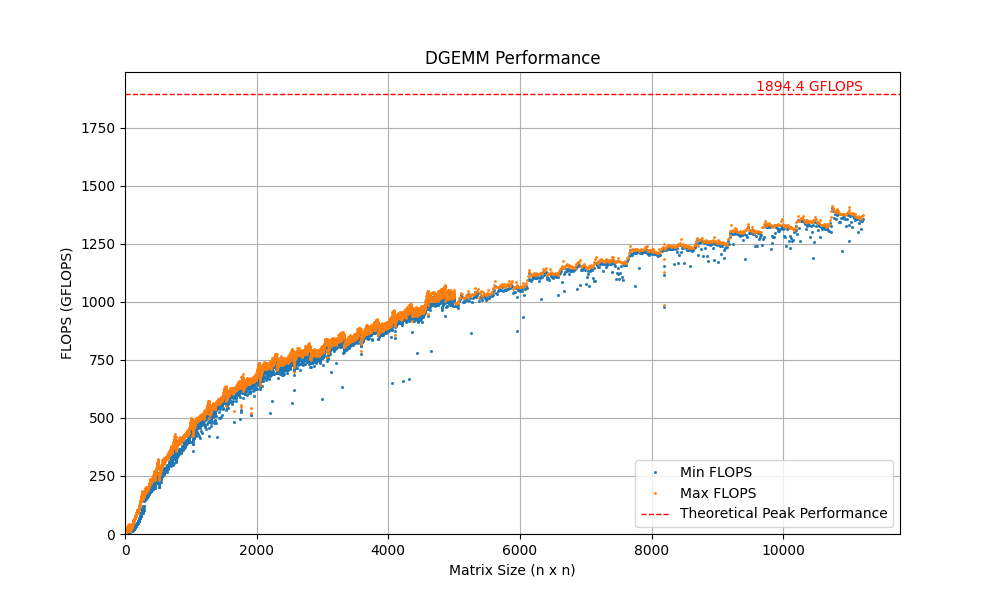 DGEMM Performance
1894.4 GFLOPS
FLOPS (GFLOPS)
1750
1500
1250
1000
750
500
250
0
0 2000 4000 6000 8000 10000
Matrix Size (n x n)
Min FLOPS
Max FLOPS
Theoretical Peak Performance